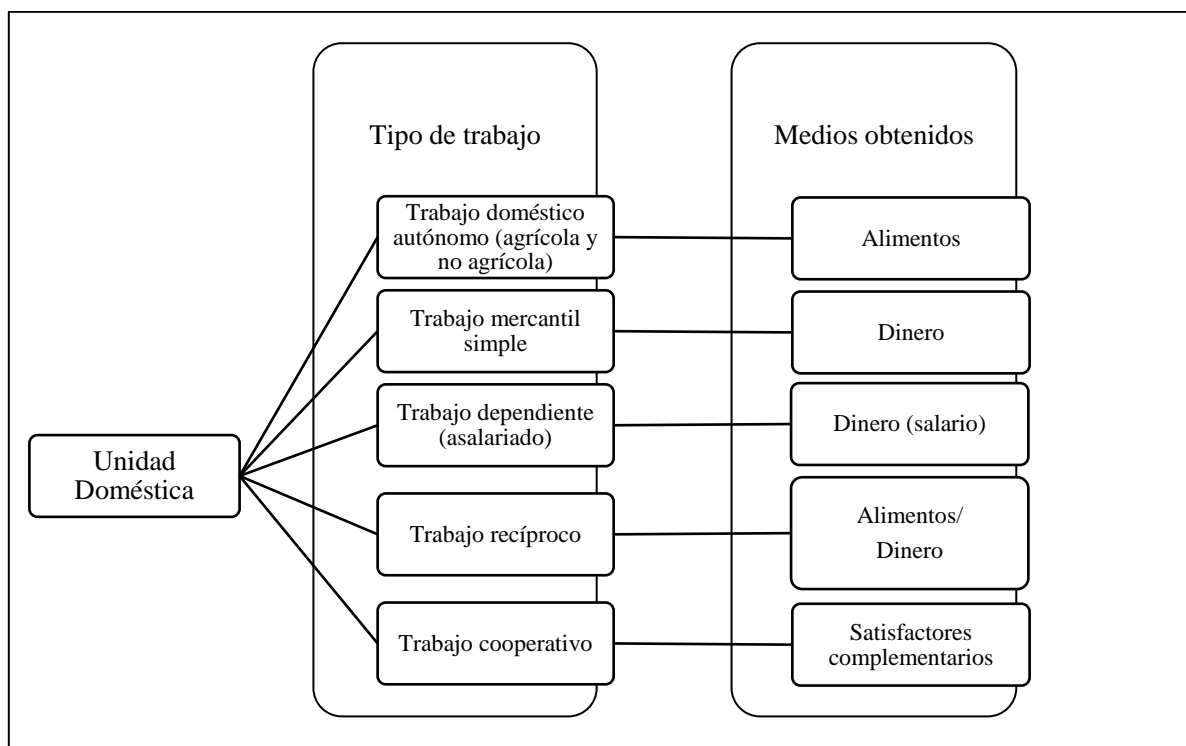 Tipo de trabajo
Medios obtenidos
Trabajo doméstico
autónomo (agrícola y
no agrícola)
Alimentos
Trabajo mercantil
simple
Dinero
Trabajo dependiente
(asalariado)
Dinero (salario)
Unidad
Doméstica
Trabajo recíproco
Alimentos/
Dinero
Trabajo cooperativo
Satisfactores
complementarios